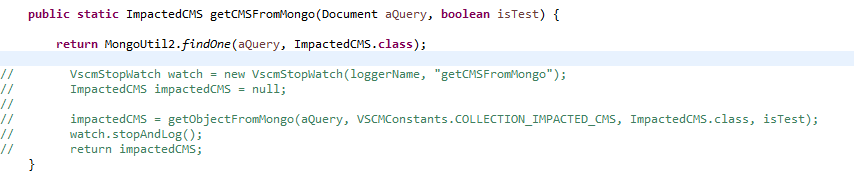 public static ImpactedCMS getCMSFromMongo(Document aQuery, boolean isTest) {
return MongoUtil2.findOne(aQuery, ImpactedCMS.class);
// VscmStopWatch watch = new VscmStopWatch(loggerName, "getCMSFromMongo");
// ImpactedCMS impactedCMS = null;
//
// impactedCMS = getObjectFromMongo(aQuery, VSCMConstants.COLLECTION_IMPACTED_CMS, ImpactedCMS.class, isTest);
// watch.stopAndLog();
// return impactedCMS;
}